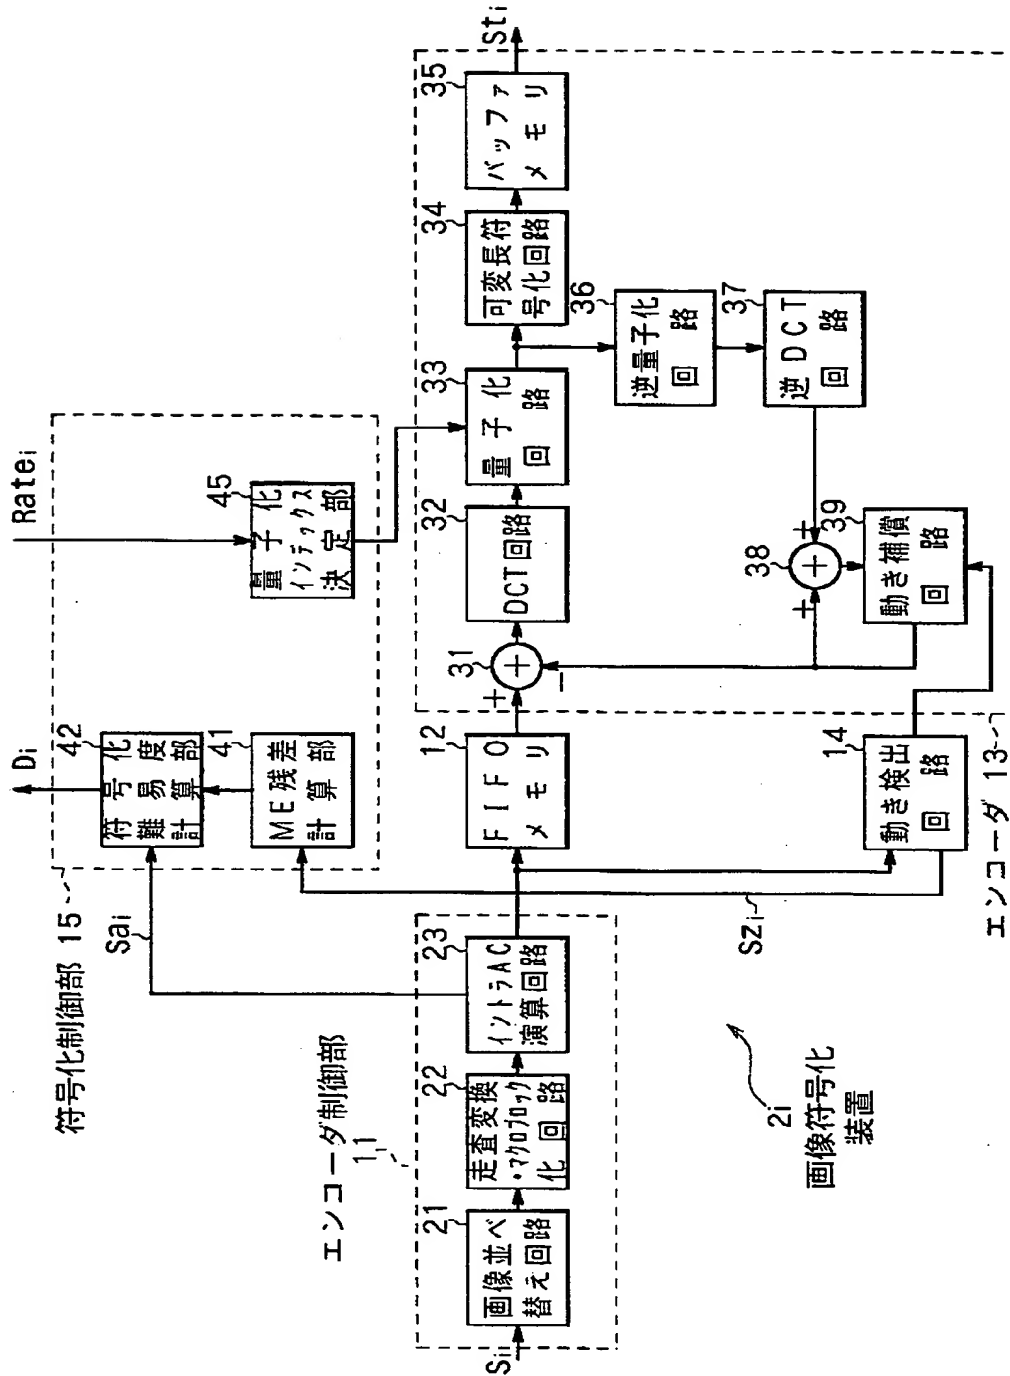 符号化制御部 15
Di
Ratei
42
符号化
難易度
計算部
41
ME残差
計算部
45
量子化
インデックス
決定部
Sai
エンコーダ制御部
11
Si
21
画像並べ
替え回路
22
走査変換
・マクロブロック
化回路
23
イントラAC
演算回路
12
FIFO
メモリ
31
+
+
−
32
DCT回路
33
量子化
回路
34
可変長符
号化回路
35
バッファ
メモリ
Sti
36
逆量子化
回路
37
逆DCT
回路
38
+
+
+
39
動き補償
回路
Szi
14
動き検出
回路
エンコーダ 13
2i
画像符号化
装置